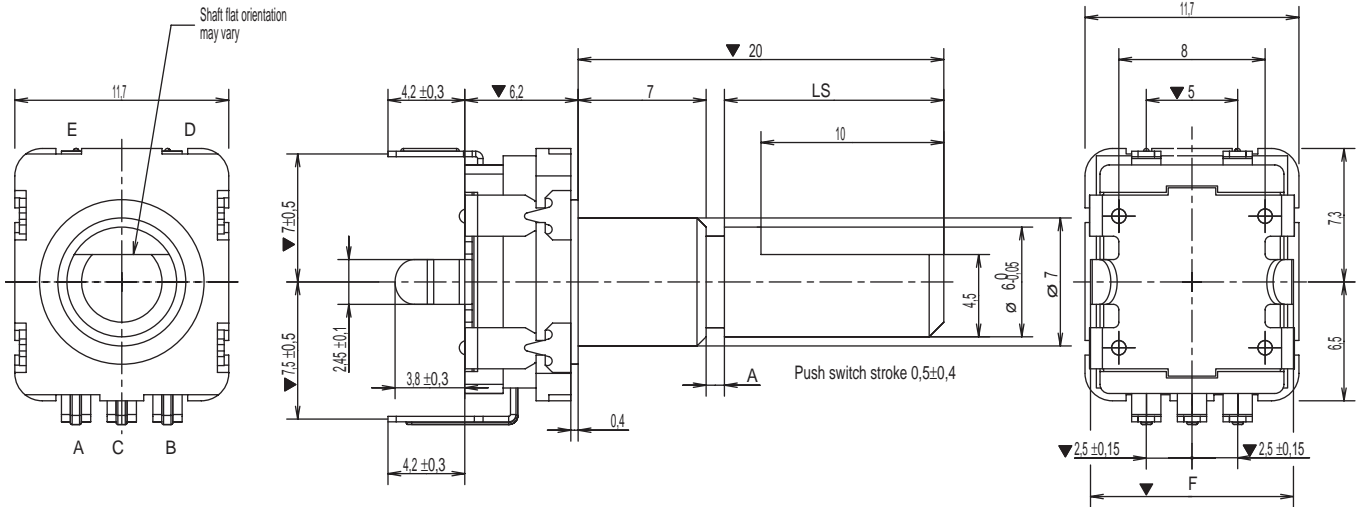 Shaft flat orientation
may vary
11,7
E
D
A
C
B
▼ 20
4,2 ±0,3
▼ 6,2
7
LS
10
▼ 7±0,5
▼ 7,5 ±0,5
2,45 ±0,1
3,8 ±0,3
4,2 ±0,3
0,4
A
Push switch stroke 0,5±0,4
4,5
ø 6 0 -0,05
Ø 7
11,7
8
▼ 5
7,3
6,5
▼ 2,5 ±0,15
▼ 2,5 ±0,15
▼ F